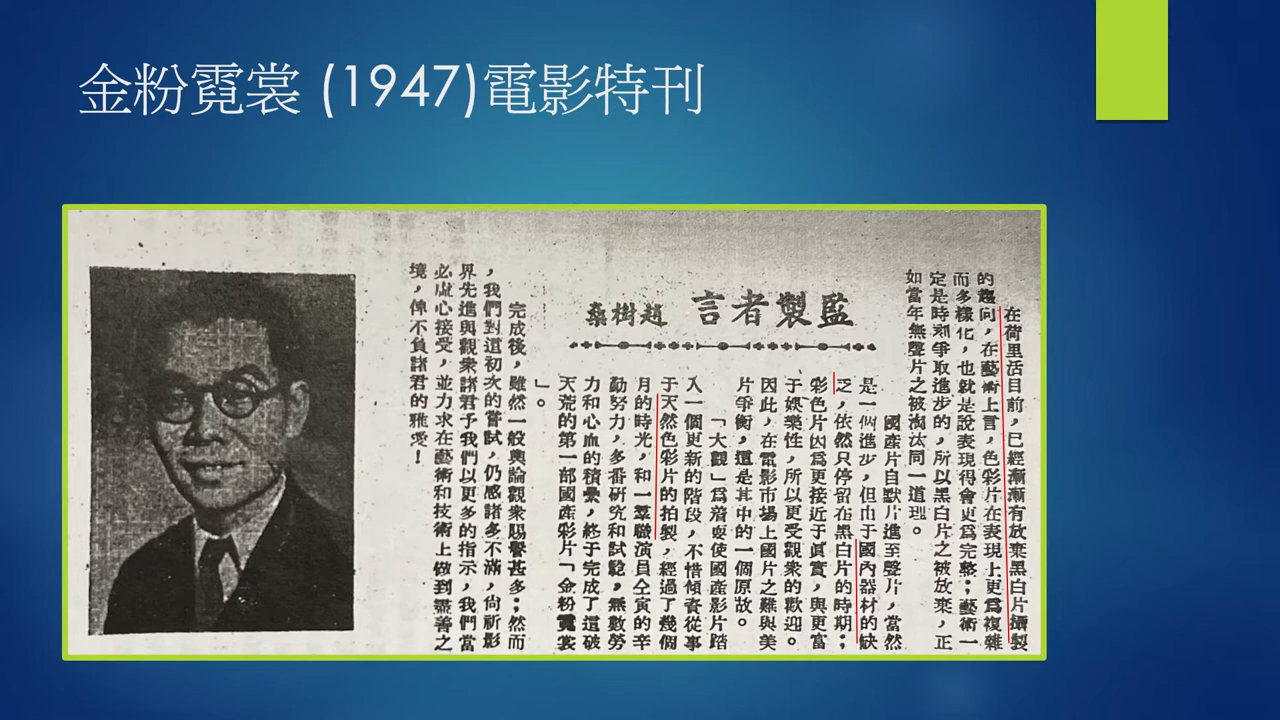 金粉霓裳 (1947)電影特刊
監製者言
趙樹燊
在荷里活目前，已經漸漸有放棄黑白片攝製
的趨向，在藝術上言，色彩片在表現上更爲複雜
而多樣化，也就是說表現得會更爲完整；藝術一
定是時刻爭取進步的，所以黑白片之被放棄，正
如當年無聲片之被淘汰同一道理。
國產片自默片進至聲片，當然
是一個進步，但由于國內器材的缺
乏，依然只停留在黑白片的時期；
彩色片因爲更接近于眞實，與更富
于娛樂性，所以更受觀衆的歡迎。
因此，在電影市場上國片之難與美
片爭衡，這是其中的一個原故。
「大觀」爲着要使國產影片踏
入一個更新的階段，不惜傾資從事
于天然色彩片的拍製，經過了幾個
月的時光，和一羣職演員仝寅的辛
勤努力，多番研究和試驗，無數勞
力和心血的積纍，終于完成了這破
天荒的第一部國產彩片「金粉霓裳
」。
完成後，雖然一般輿論觀衆賜譽甚多；然而
，我們對這初次的嘗試，仍感諸多不滿，尙祈影
界先進與觀衆諸君予我們以更多的指示，我們當
必虛心接受，並力求在藝術和技術上做到盡善之
境，俾不負諸君的雅愛！